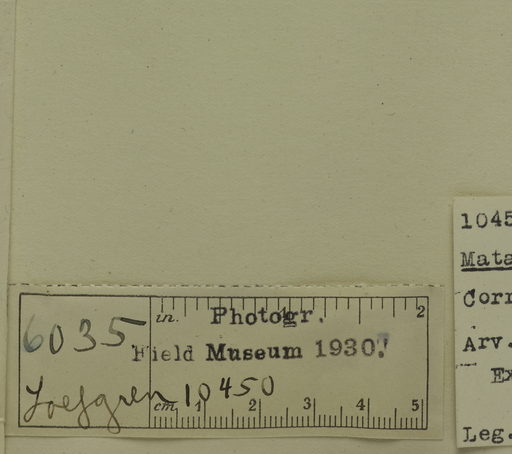 in. Photogr. 2
6035
Field Museum 1930?
Loefgren 10450
cm. 1 2 3 4 5
1045
Mata
Corr
Arv.
Ex
Leg.